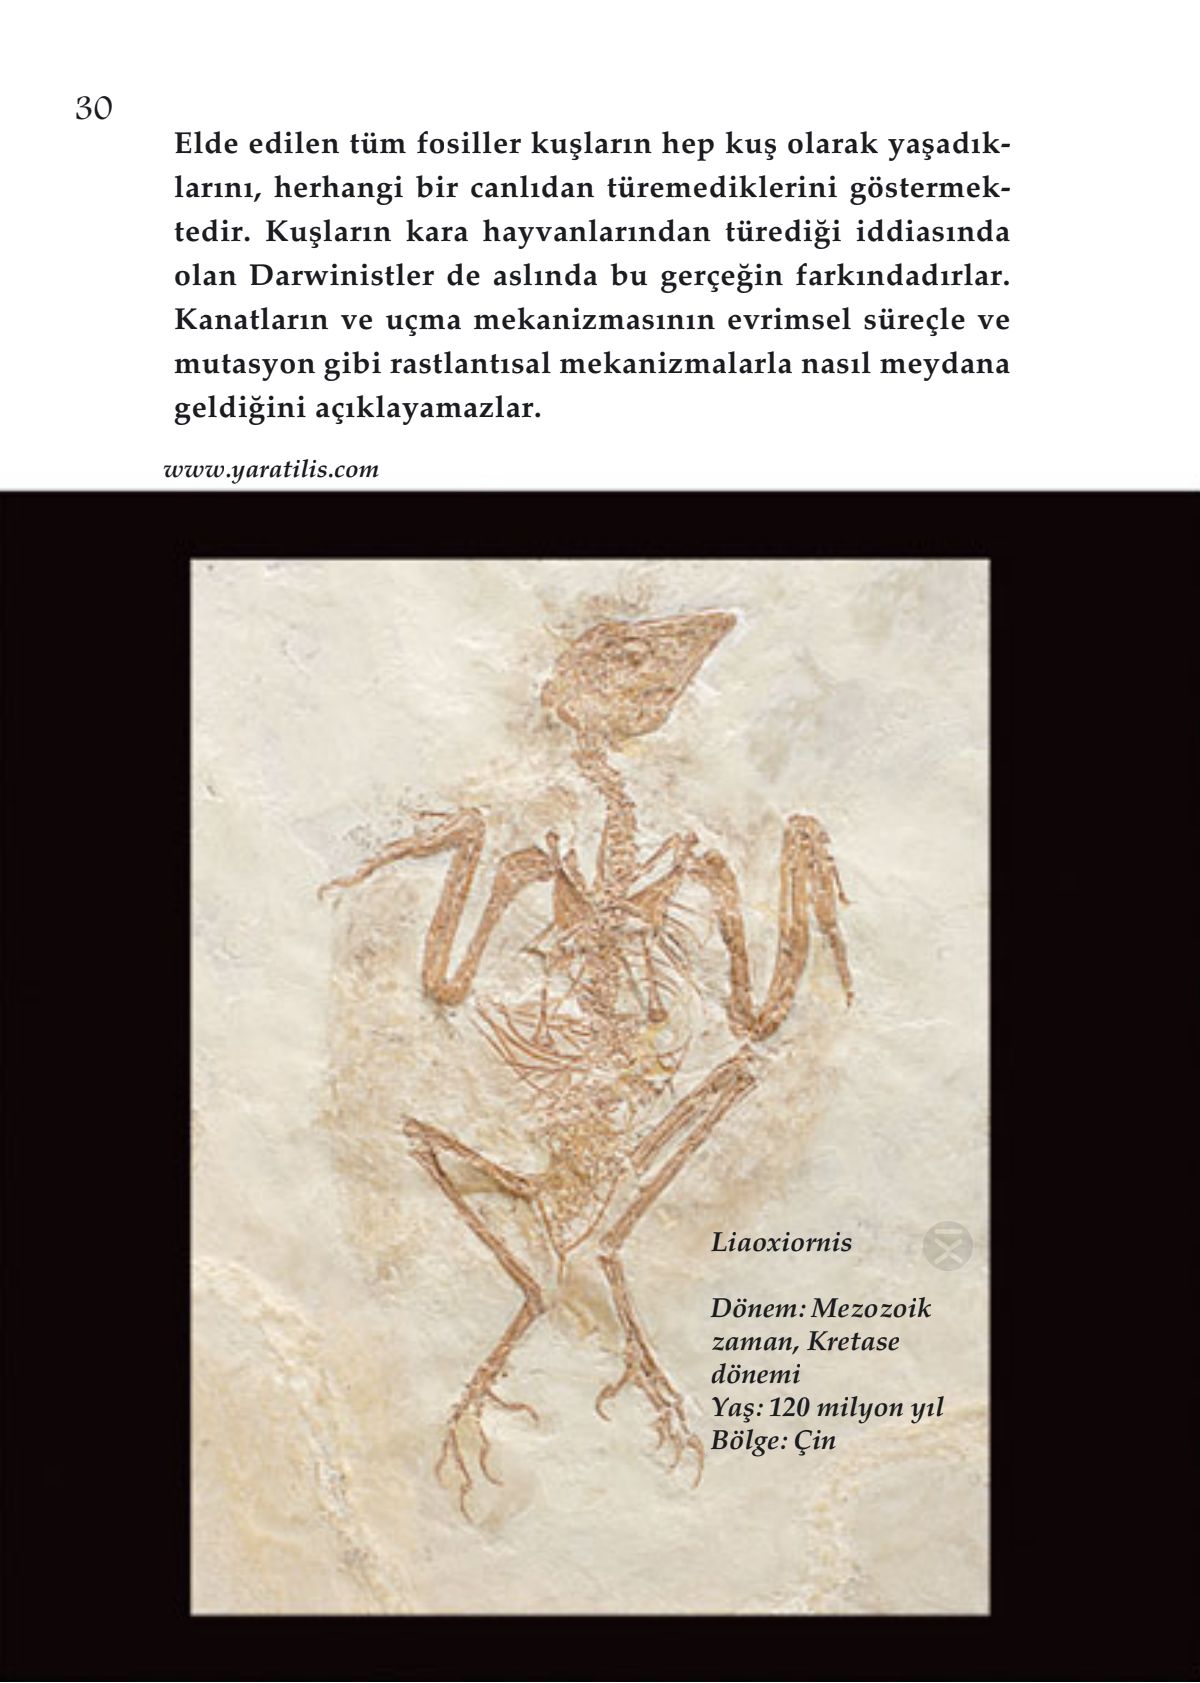 30
Elde edilen tüm fosiller kuşların hep kuş olarak yaşadık-
larını, herhangi bir canlıdan türemediklerini göstermek-
tedir. Kuşların kara hayvanlarından türediği iddiasında
olan Darwinistler de aslında bu gerçeğin farkındadırlar.
Kanatların ve uçma mekanizmasının evrimsel süreçle ve
mutasyon gibi rastlantısal mekanizmalarla nasıl meydana
geldiğini açıklayamazlar.
www.yaratilis.com
Liaoxiornis
Dönem: Mezozoik
zaman, Kretase
dönemi
Yaş: 120 milyon yıl
Bölge: Çin